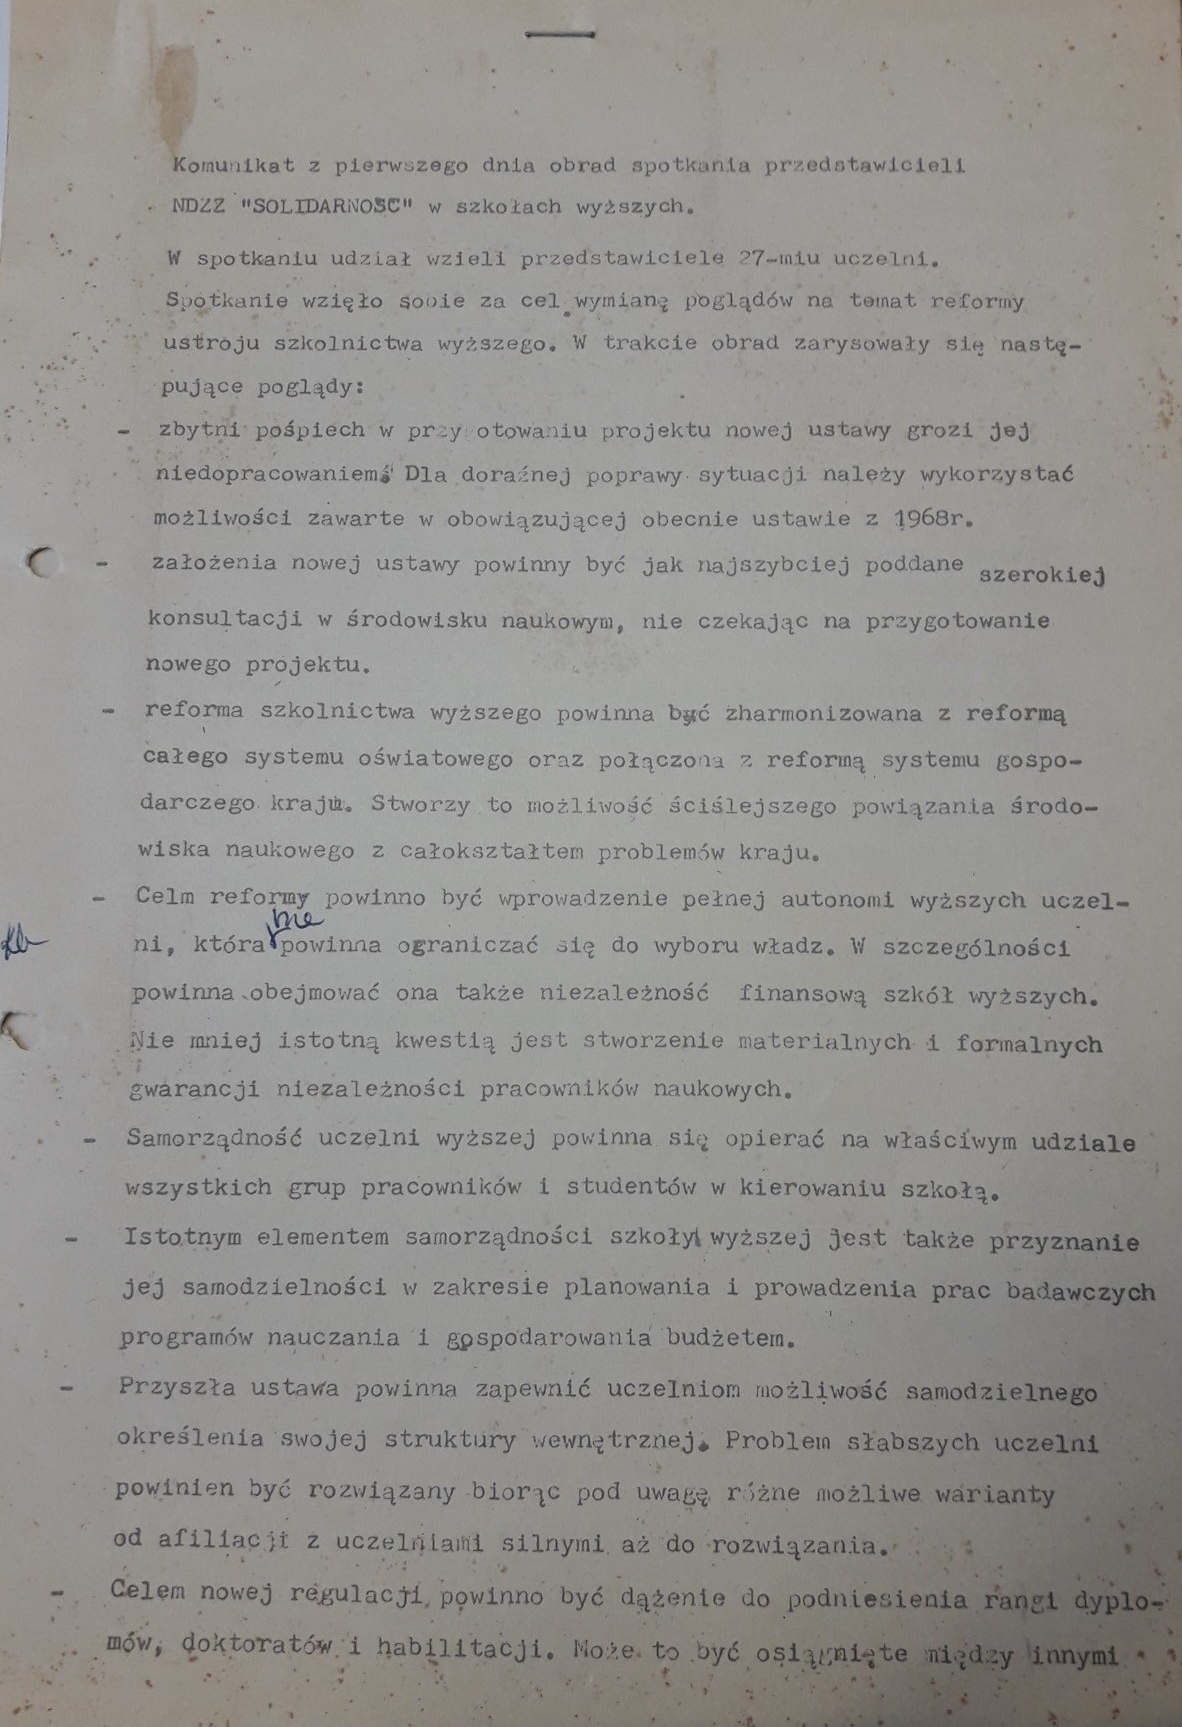 Komunikat z pierwszego dnia obrad spotkania przedstawicieli
NDZZ "SOLIDARNOSC" w szkołach wyższych.
W spotkaniu udział wzieli przedstawiciele 27-miu uczelni.
Spotkanie wzięło sobie za cel wymianę poglądów na temat reformy
ustroju szkolnictwa wyższego. W trakcie obrad zarysowały się nastę-
pujące poglądy:
- zbytni pośpiech w przy otowaniu projektu nowej ustawy grozi jej
niedopracowaniem. Dla doraźnej poprawy sytuacji należy wykorzystać
możliwości zawarte w obowiązującej obecnie ustawie z 1968r.
- założenia nowej ustawy powinny być jak najszybciej poddane szerokiej
konsultacji w środowisku naukowym, nie czekając na przygotowanie
nowego projektu.
- reforma szkolnictwa wyższego powinna być zharmonizowana z reformą
całego systemu oświatowego oraz połączona z reformą systemu gospo-
darczego kraju. Stworzy to możliwość ściślejszego powiązania środo-
wiska naukowego z całokształtem problemów kraju.
- Celm reformy powinno być wprowadzenie pełnej autonomi wyższych uczel-
ni, która nie powinna ograniczać się do wyboru władz. W szczególności
powinna obejmować ona także niezależność finansową szkół wyższych.
Nie mniej istotną kwestią jest stworzenie materialnych i formalnych
gwarancji niezależności pracowników naukowych.
- Samorządność uczelni wyższej powinna się opierać na właściwym udziale
wszystkich grup pracowników i studentów w kierowaniu szkołą.
- Istotnym elementem samorządności szkoły wyższej jest także przyznanie
jej samodzielności w zakresie planowania i prowadzenia prac badawczych
programów nauczania i gospodarowania budżetem.
- Przyszła ustawa powinna zapewnić uczelniom możliwość samodzielnego
określenia swojej struktury wewnętrznej. Problem słabszych uczelni
powinien być rozwiązany biorąc pod uwagę różne możliwe warianty
od afiliacji z uczelniami silnymi aż do rozwiązania.
- Celem nowej regulacji powinno być dążenie do podniesienia rangi dyplo-
mów, doktoratów i habilitacji. Może to być osiągnięte między innymi